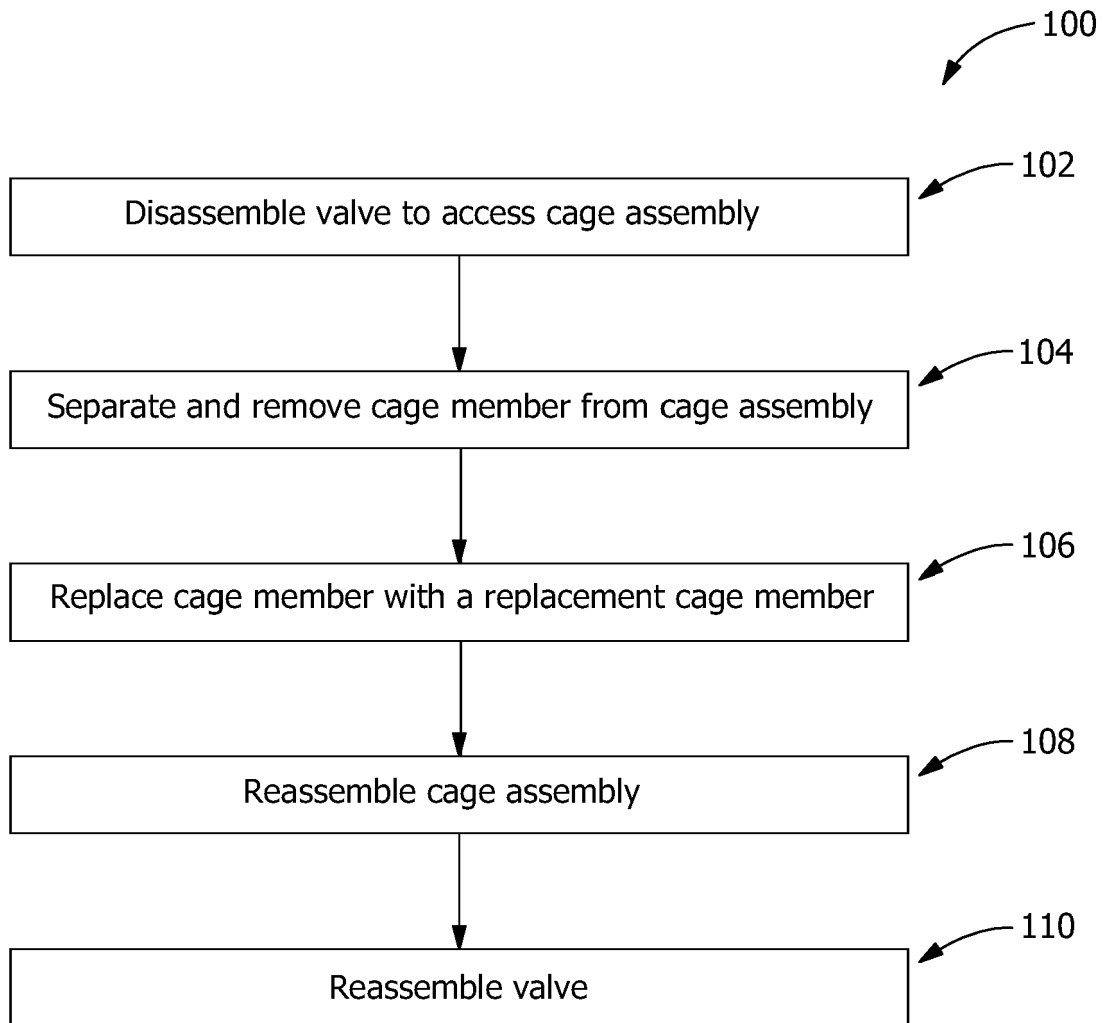 100
102
Disassemble valve to access cage assembly
104
Separate and remove cage member from cage assembly
106
Replace cage member with a replacement cage member
108
Reassemble cage assembly
110
Reassemble valve